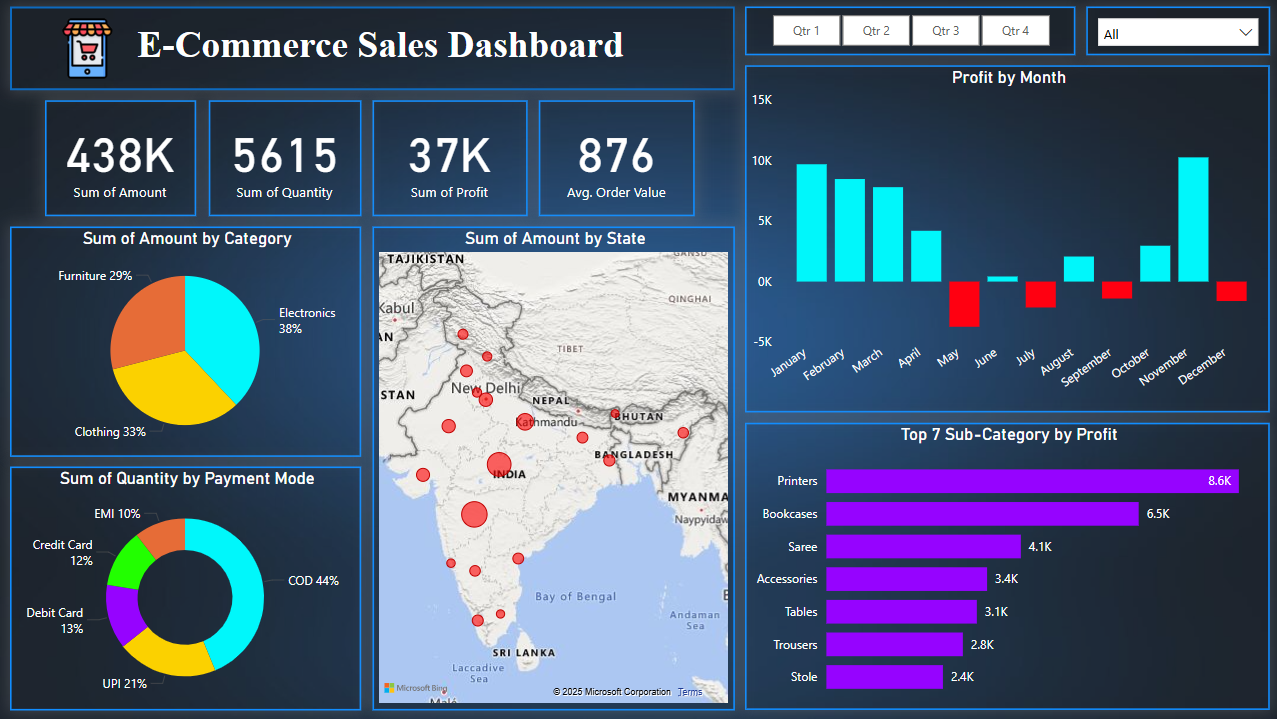 E-Commerce Sales Dashboard
Qtr 1
Qtr 2
Qtr 3
Qtr 4
All
438K
Sum of Amount
5615
Sum of Quantity
37K
Sum of Profit
876
Avg. Order Value
Profit by Month
15K
10K
5K
0K
-5K
January
February
March
April
May
June
July
August
September
October
November
December
Sum of Amount by Category
Furniture 29%
Electronics
38%
Clothing 33%
Sum of Amount by State
TAJIKISTAN
GANSU
QINGHAI
Kabul
AN
TIBET
STAN
New Delhi
NEPAL
Kathmandu
BHUTAN
BANGLADESH
INDIA
MYANMA
Naypyidaw
Bay of Bengal
Andaman
Sea
SRI LANKA
Laccadive
Sea
Malé
Microsoft Bing
© 2025 Microsoft Corporation
Terms
Sum of Quantity by Payment Mode
EMI 10%
Credit Card
12%
COD 44%
Debit Card
13%
UPI 21%
Top 7 Sub-Category by Profit
Printers 8.6K
Bookcases 6.5K
Saree 4.1K
Accessories 3.4K
Tables 3.1K
Trousers 2.8K
Stole 2.4K